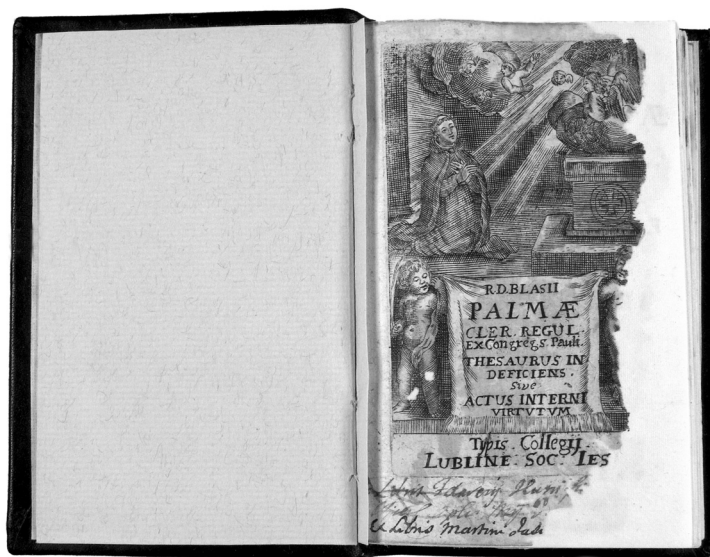 R.D.BLASII
PALMÆ
CLER. REGUL.
Ex Congreg S. Pauli.
THESAURUS IN
DEFICIENS.
Sive
ACTUS INTERNI
VIRTUTUM
Typis Collegij
LUBLINE. SOC. IES
Ex Libris Martini